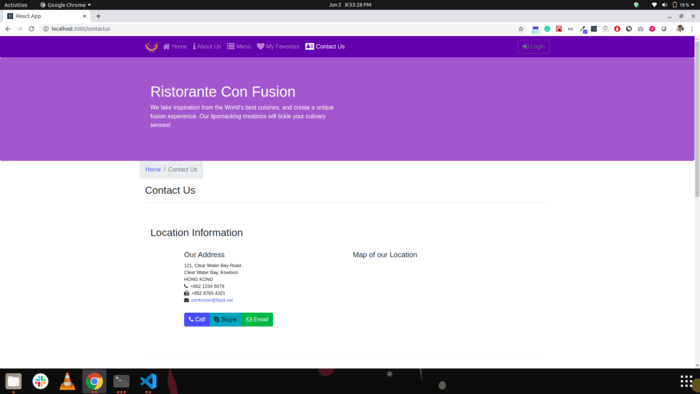 Activities
Google Chrome
Jun 2 8:53:28 PM
18%
React App
localhost:3002/contactus
Home
About Us
Menu
My Favorites
Contact Us
Login
Ristorante Con Fusion
We take inspiration from the World's best cuisines, and create a unique
fusion experience. Our lipsmacking creations will tickle your culinary
senses!
Home / Contact Us
Contact Us
Location Information
Our Address
121, Clear Water Bay Road
Clear Water Bay, Kowloon
HONG KONG
+852 1234 5678
+852 8765 4321
confusion@food.net
Call
Skype
Email
Map of our Location